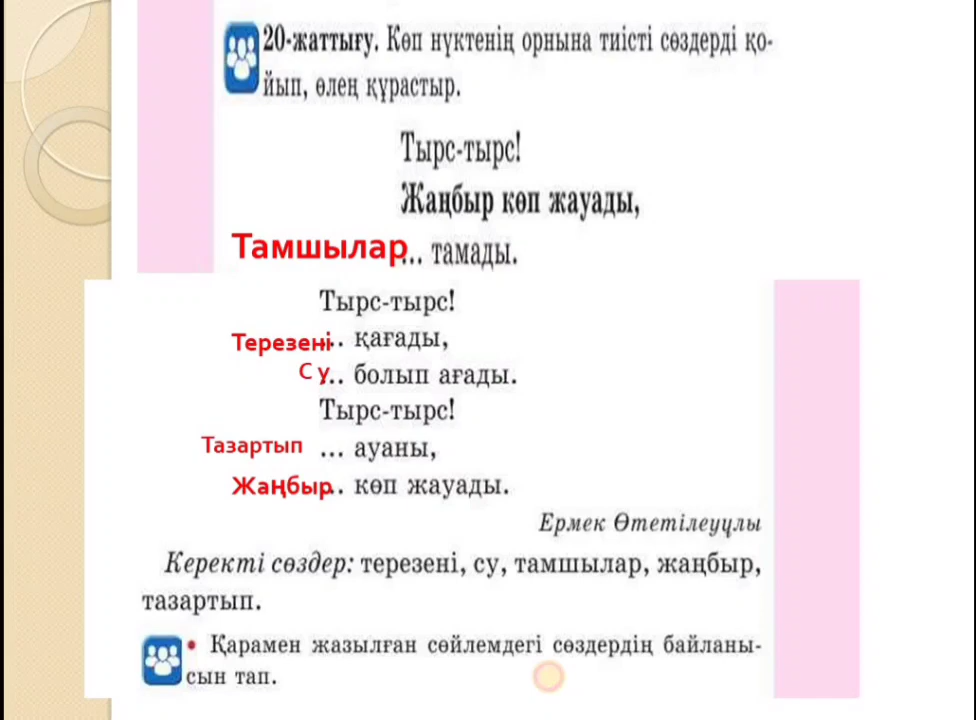 20-жаттығу. Көп нүктенің орнына тиісті сөздерді қо-
йып, өлең құрастыр.
Тырс-тырс!
Жаңбыр көп жауады,
Тамшылар ... тамады.
Тырс-тырс!
Терезені ... қағады,
Су ... болып ағады.
Тырс-тырс!
Тазартып ... ауаны,
Жаңбыр ... көп жауады.
Ермек Өтетілеуұлы
Керекті сөздер: терезені, су, тамшылар, жаңбыр,
тазартып.
• Қарамен жазылған сөйлемдегі сөздердің байланы-
сын тап.